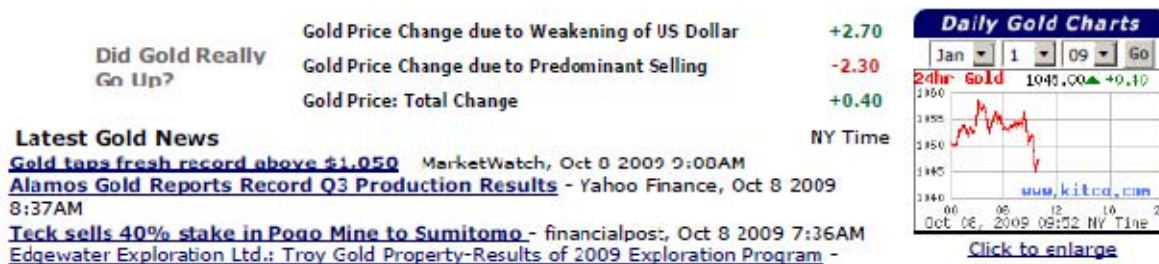 Did Gold Really
Go Up?
Gold Price Change due to Weakening of US Dollar +2.70
Gold Price Change due to Predominant Selling -2.30
Gold Price: Total Change +0.40
Latest Gold News NY Time
Gold taps fresh record above $1,050 MarketWatch, Oct 8 2009 9:00AM
Alamos Gold Reports Record Q3 Production Results - Yahoo Finance, Oct 8 2009
8:37AM
Teck sells 40% stake in Pogo Mine to Sumitomo - financialpost, Oct 8 2009 7:36AM
Edgewater Exploration Ltd.: Troy Gold Property-Results of 2009 Exploration Program -
Daily Gold Charts
Jan 1 09 Go
24hr Gold +0.40
1060
1055
1050
1045
1040
www.kitco.com
00 06 12
Oct 08, 2009 09:52 NY Time
Click to enlarge